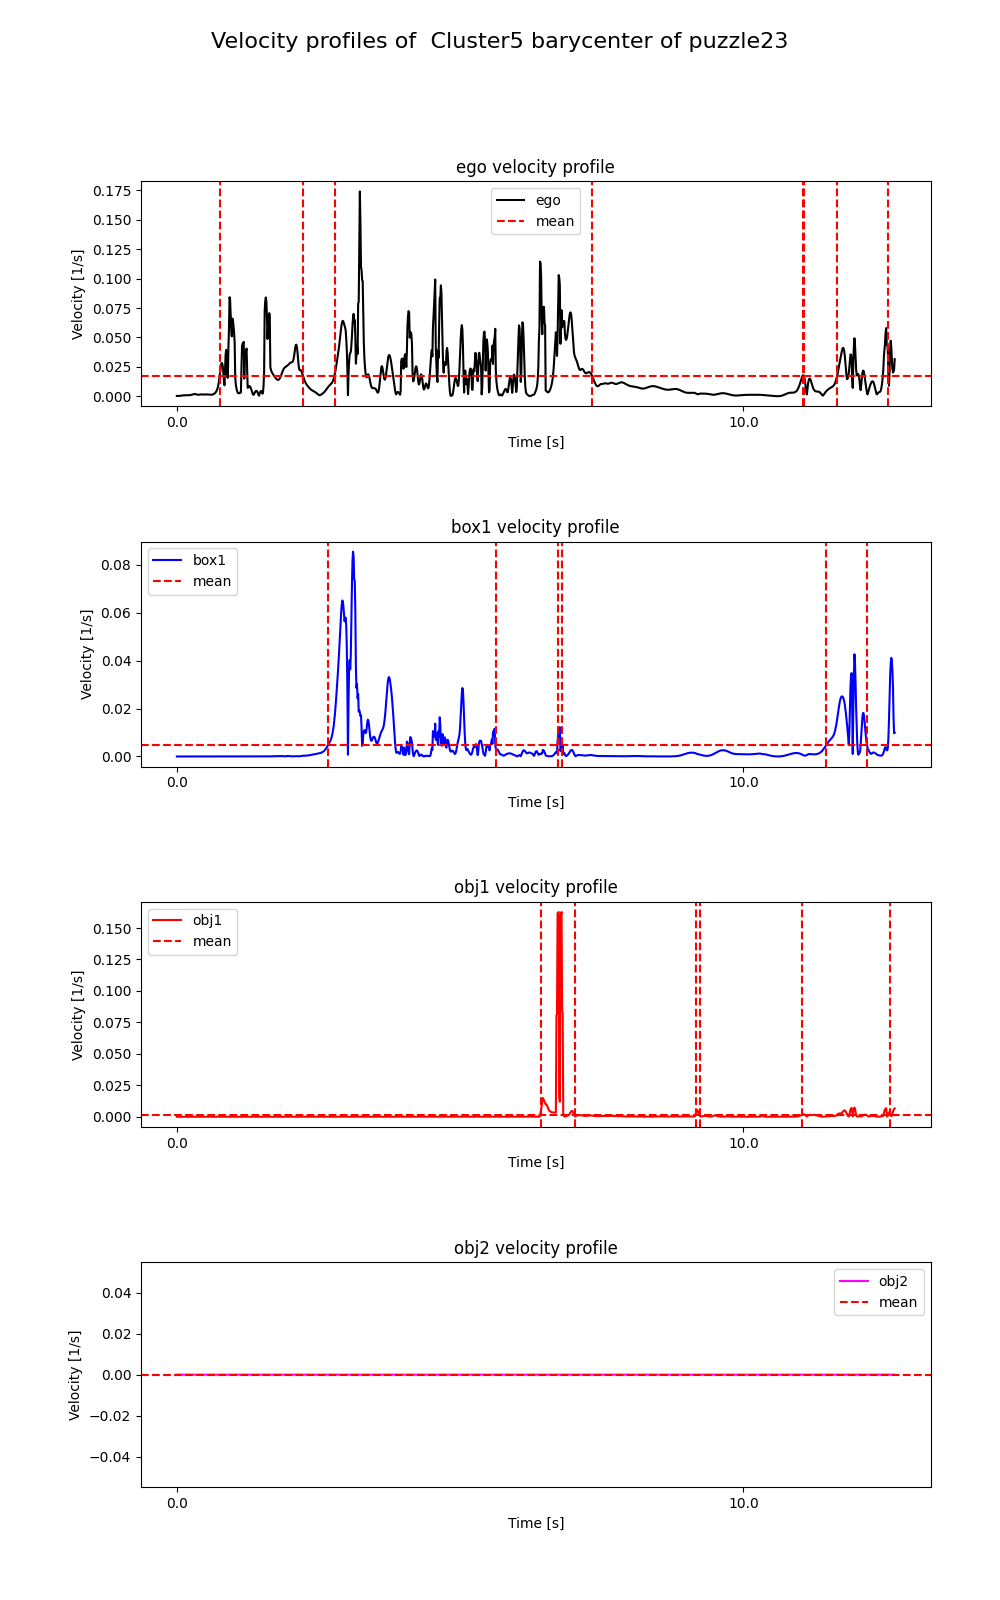 Velocity profiles of  Cluster5 barycenter of puzzle23
ego velocity profile
0.175
0.150
0.125
0.100
0.075
0.050
0.025
0.000
Velocity [1/s]
ego
mean
0.0
10.0
Time [s]
box1 velocity profile
0.08
0.06
0.04
0.02
0.00
Velocity [1/s]
box1
mean
0.0
10.0
Time [s]
obj1 velocity profile
0.150
0.125
0.100
0.075
0.050
0.025
0.000
Velocity [1/s]
obj1
mean
0.0
10.0
Time [s]
obj2 velocity profile
0.04
0.02
0.00
−0.02
−0.04
Velocity [1/s]
obj2
mean
0.0
10.0
Time [s]